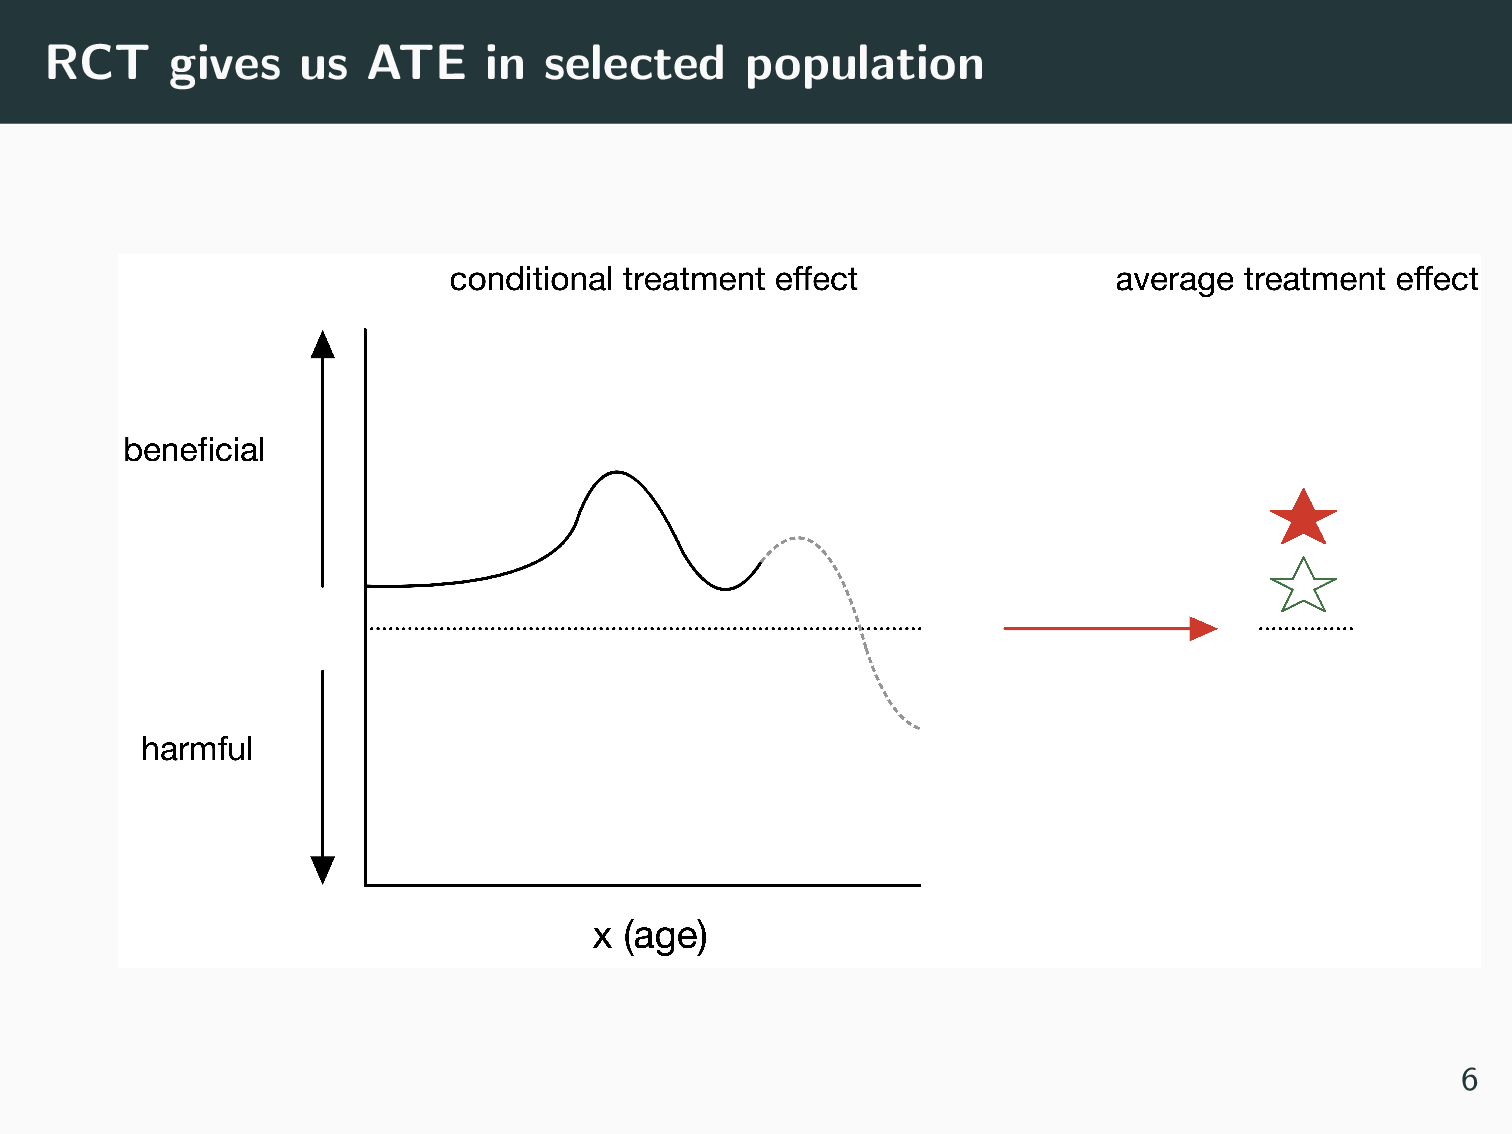 RCT gives us ATE in selected population
conditional treatment effect
average treatment effect
beneficial
harmful
x (age)
6